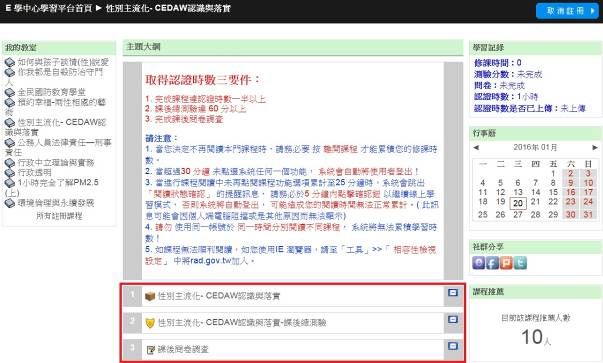 E 學中心學習平台首頁 ► 性別主流化- CEDAW認識與落實
取消註冊
我的教室
如何與孩子談情(性)說愛
你我都是自殺防治守門
人
全民國防教育學堂
預約幸福-兩性相處的藝
術
性別主流化- CEDAW認
識與落實
公務人員法律責任—刑事
責任
行政中立理論與實務
行政透明
1小時完全了解PM2.5
(上)
環境倫理與永續發展
所有註冊課程
主題大綱
取得認證時數三要件：
1. 完成課程達認證時數一半以上
2. 課後總測驗達 60 分以上
3. 完成課後問卷調查
請注意：
1. 當您決定不再閱讀本門課程時，請務必要 按 離開課程 才能累積您的修課時
數。
2. 當超過30 分鐘 未點選系統任何一個功能， 系統會自動將使用者登出！
3. 當進行課程閱讀中未再點閱課程功能選項累計至25 分鐘時，系統會跳出
「閱讀狀態確認」 的提醒訊息， 請務必於5 分鐘內點擊確認鈕 以繼續線上學
習模式， 否則系統將自動登出， 可能造成您的閱讀時間無法正常累計。( 此訊
息可能會因個人端電腦阻擋或是其他原因而無法顯示)
4. 請勿 使用同一帳號於 同一時間分別閱讀不同課程， 系統將無法累積學習時
數！
5. 如課程無法順利閱讀，如您使用IE 瀏覽器，請至「工具」>>「 相容性檢視
設定」 中將rad.gov.tw加入。
1 性別主流化- CEDAW認識與落實
2 性別主流化- CEDAW認識與落實-課後總測驗
3 課後問卷調查
學習記錄
修課時間：0
測驗分數：未完成
問卷：未完成
認證時數：1小時
認證時數是否已上傳：未上傳
行事曆
◄ 2016年 01月 ►
一 二 三 四 五 六 日
1 2 3
4 5 6 7 8 9 10
11 12 13 14 15 16 17
18 19 20 21 22 23 24
25 26 27 28 29 30 31
社群分享
課程推薦
目前該課程推薦人數
10人